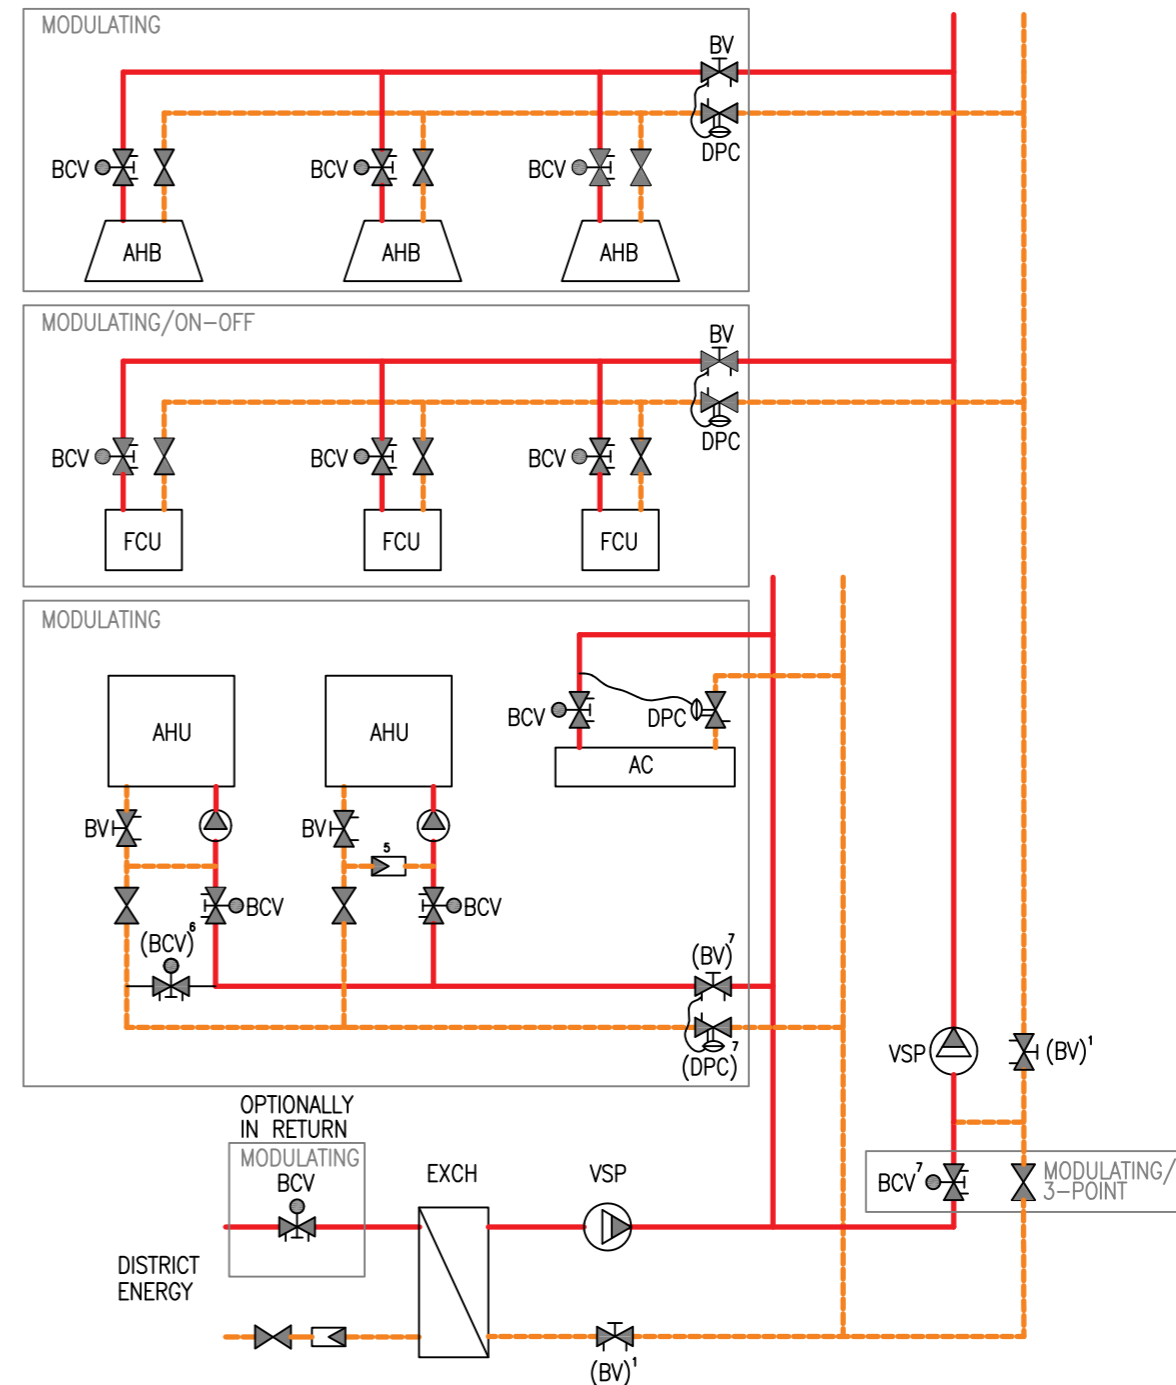 MODULATING
BV
DPC
BCV
BCV
BCV
AHB
AHB
AHB
MODULATING/ON-OFF
BV
DPC
BCV
BCV
BCV
FCU
FCU
FCU
MODULATING
AHU
AHU
BCV
DPC
AC
BV
BV
5
BCV
BCV
(BCV)⁶
(BV)⁷
(DPC)⁷
VSP
(BV)¹
OPTIONALLY
IN RETURN
MODULATING
BCV
EXCH
VSP
BCV⁷
MODULATING/
3-POINT
DISTRICT
ENERGY
(BV)¹